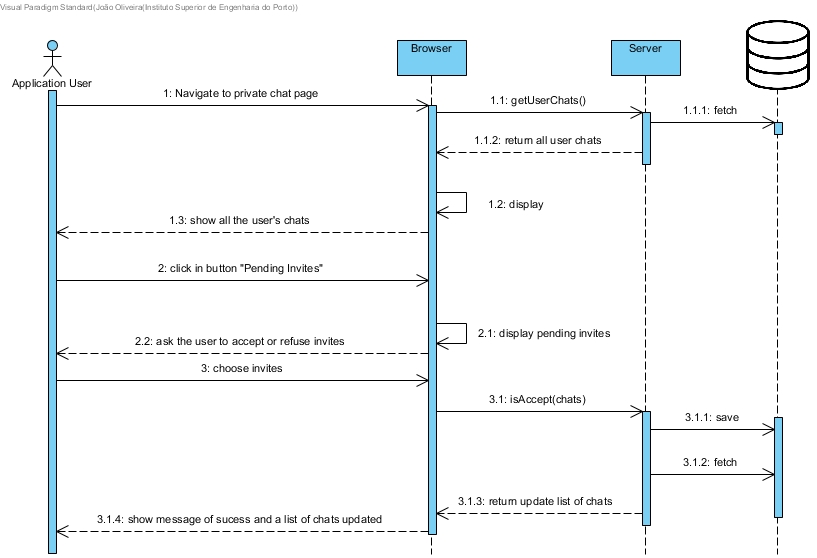 Visual Paradigm Standard(João Oliveira(Instituto Superior de Engenharia do Porto))
Browser
Server
Application User
1: Navigate to private chat page
1.1: getUserChats()
1.1.1: fetch
1.1.2: return all user chats
1.2: display
1.3: show all the user's chats
2: click in button "Pending Invites"
2.1: display pending invites
2.2: ask the user to accept or refuse invites
3: choose invites
3.1: isAccept(chats)
3.1.1: save
3.1.2: fetch
3.1.3: return update list of chats
3.1.4: show message of sucess and a list of chats updated